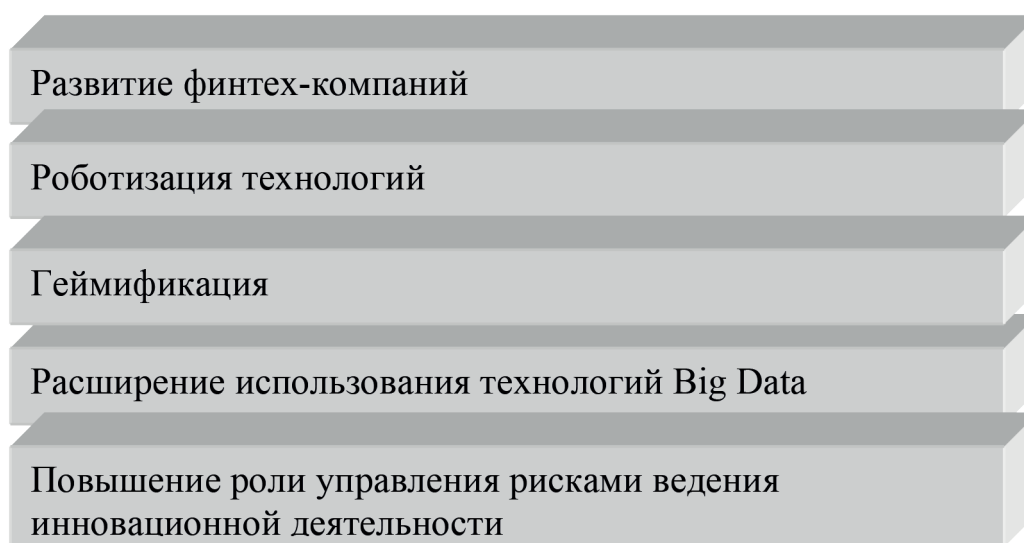 Развитие финтех-компаний
Роботизация технологий
Геймификация
Расширение использования технологий Big Data
Повышение роли управления рисками ведения
инновационной деятельности